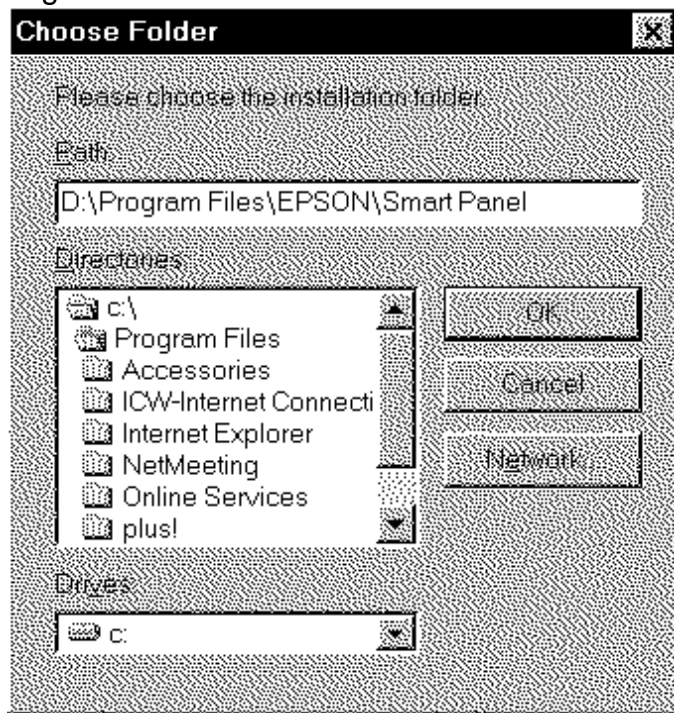 Choose Folder
Please choose the installation folder.
Path:
D:\Program Files\EPSON\Smart Panel
Directories:
c:\
Program Files
Accessories
ICW-Internet Connecti
Internet Explorer
NetMeeting
Online Services
plus!
OK
Cancel
Network...
Drives:
c: